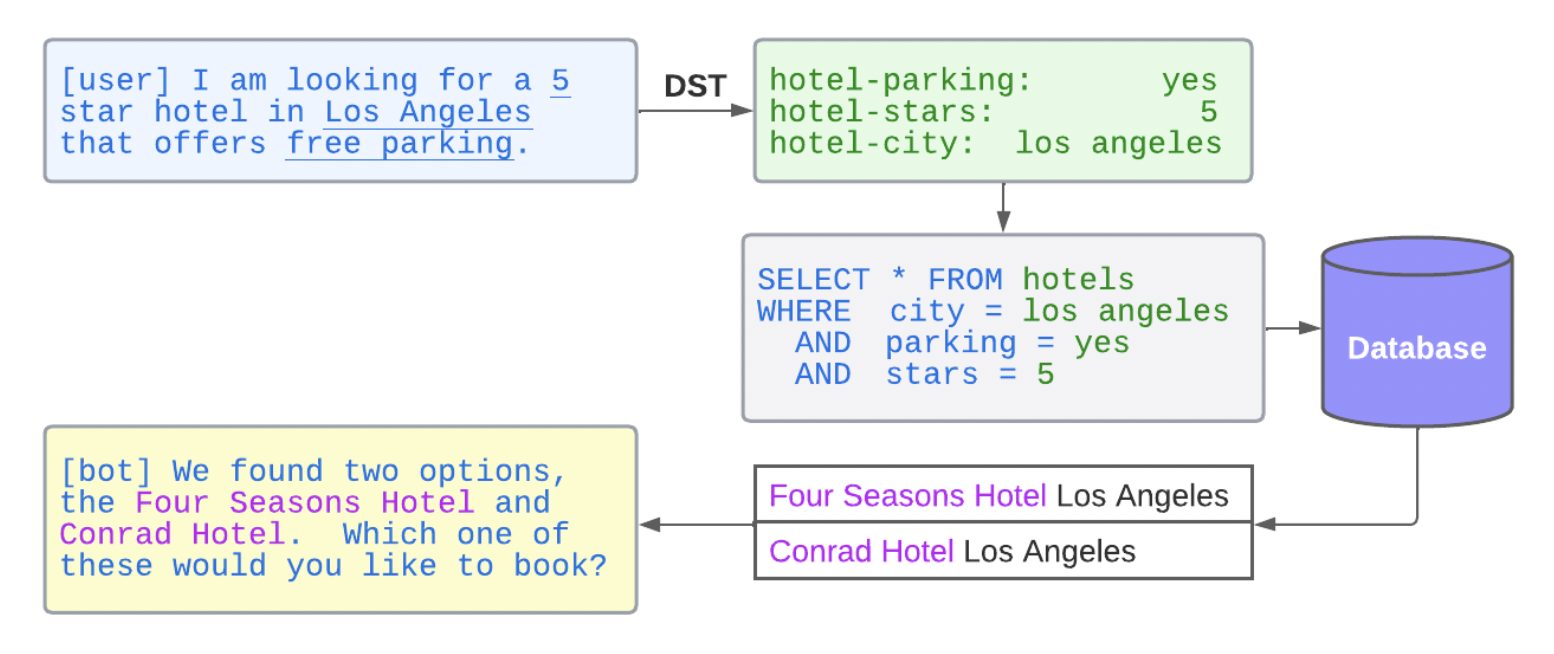 [user] I am looking for a 5
star hotel in Los Angeles
that offers free parking.
DST
hotel-parking: yes
hotel-stars: 5
hotel-city: los angeles
SELECT * FROM hotels
WHERE city = los angeles
AND parking = yes
AND stars = 5
Database
Four Seasons Hotel Los Angeles
Conrad Hotel Los Angeles
[bot] We found two options,
the Four Seasons Hotel and
Conrad Hotel. Which one of
these would you like to book?